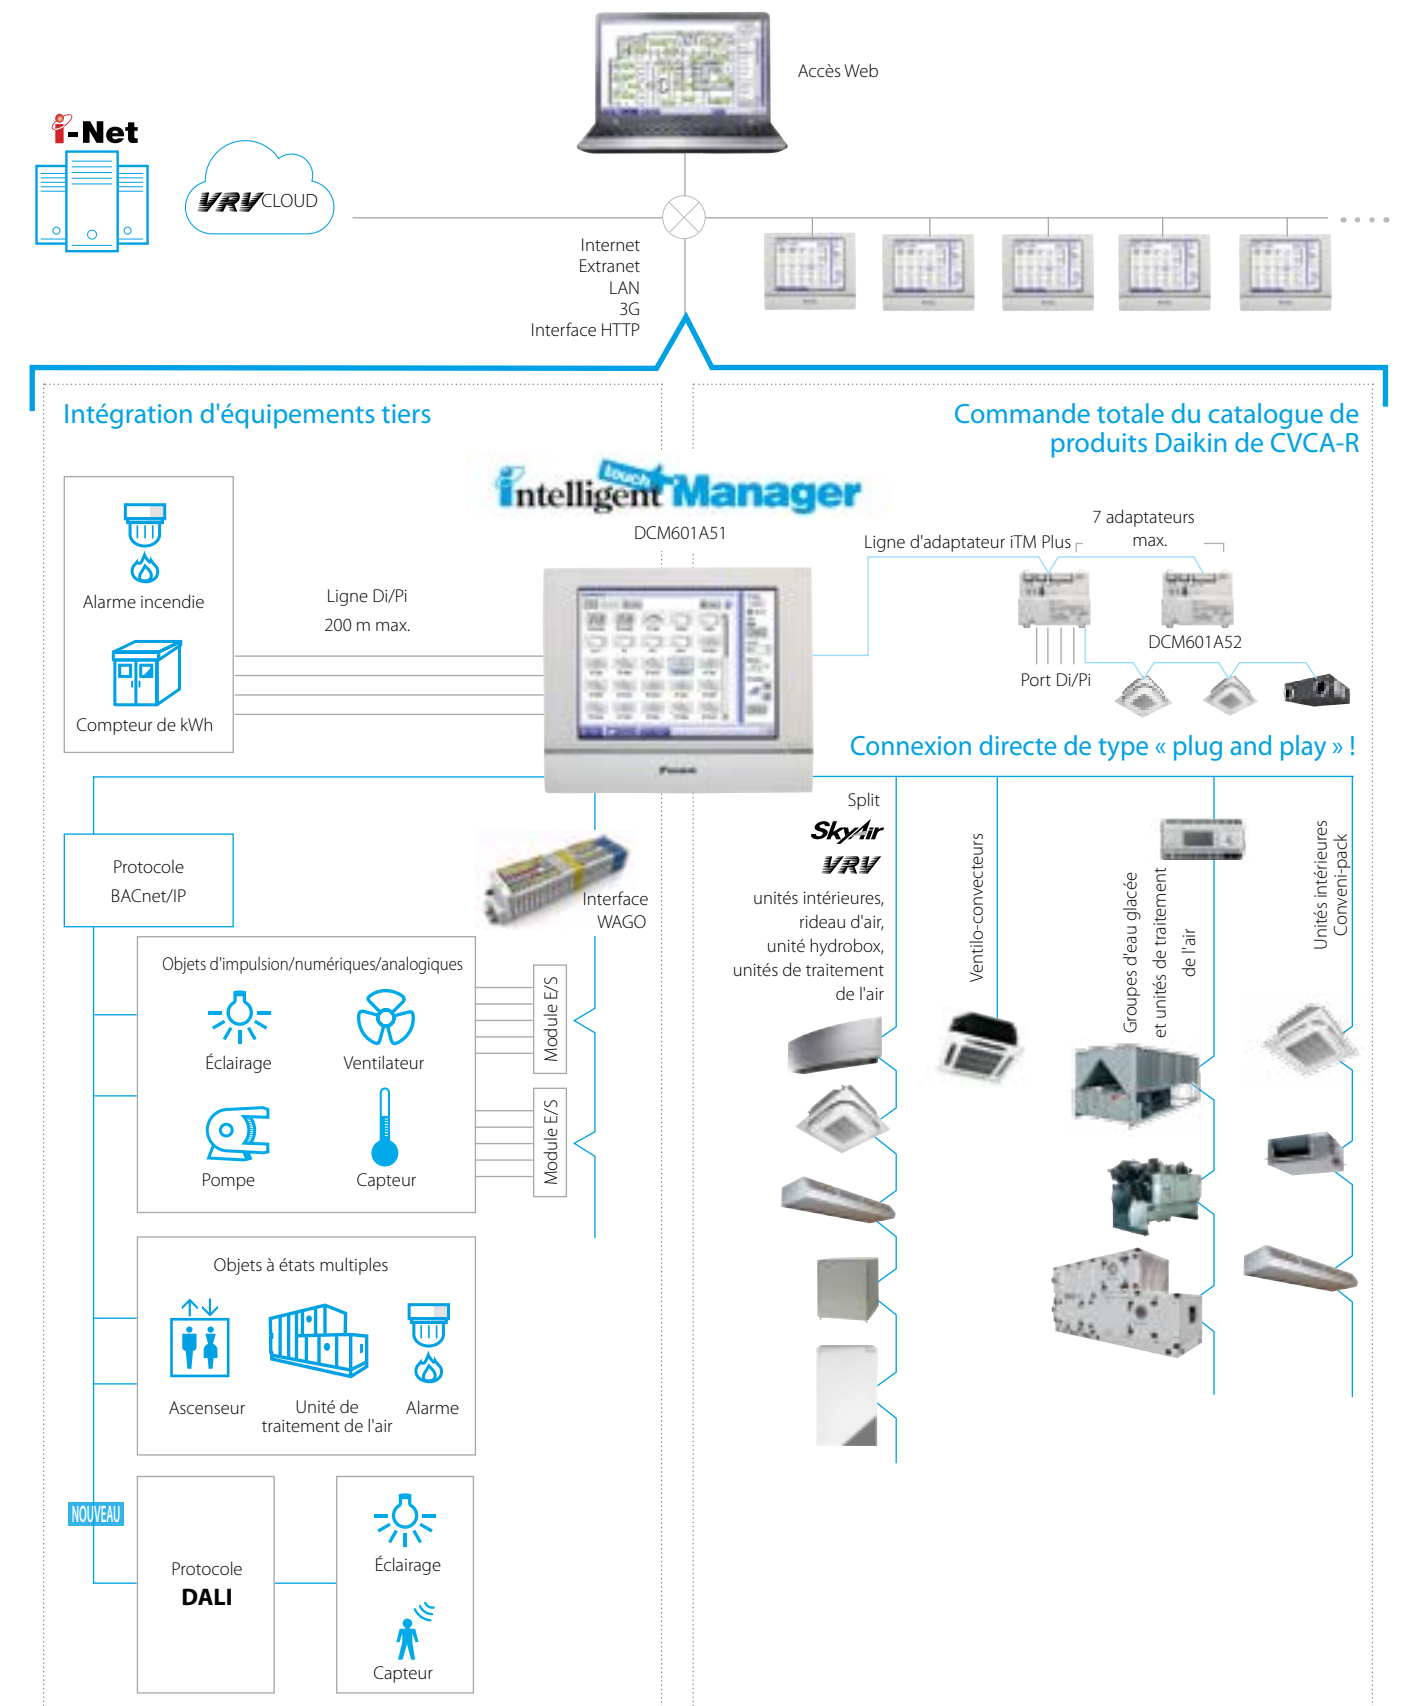 Accès Web
i-Net
VRV CLOUD
Internet
Extranet
LAN
3G
Interface HTTP
Intégration d'équipements tiers
Commande totale du catalogue de
produits Daikin de CVCA-R
intelligent touch Manager
DCM601A51
7 adaptateurs
max.
Ligne d'adaptateur iTM Plus
Alarme incendie
Ligne Di/Pi
200 m max.
Compteur de kWh
DCM601A52
Port Di/Pi
Connexion directe de type « plug and play » !
Protocole
BACnet/IP
Interface
WAGO
Split
SkyAir
VRV
unités intérieures,
rideau d'air,
unité hydrobox,
unités de traitement
de l'air
Ventilo-convecteurs
Groupes d'eau glacée
et unités de traitement
de l'air
Unités intérieures
Conveni-pack
Objets d'impulsion/numériques/analogiques
Éclairage
Ventilateur
Module E/S
Pompe
Capteur
Module E/S
Objets à états multiples
Ascenseur
Unité de
traitement de l'air
Alarme
NOUVEAU
Protocole
DALI
Éclairage
Capteur